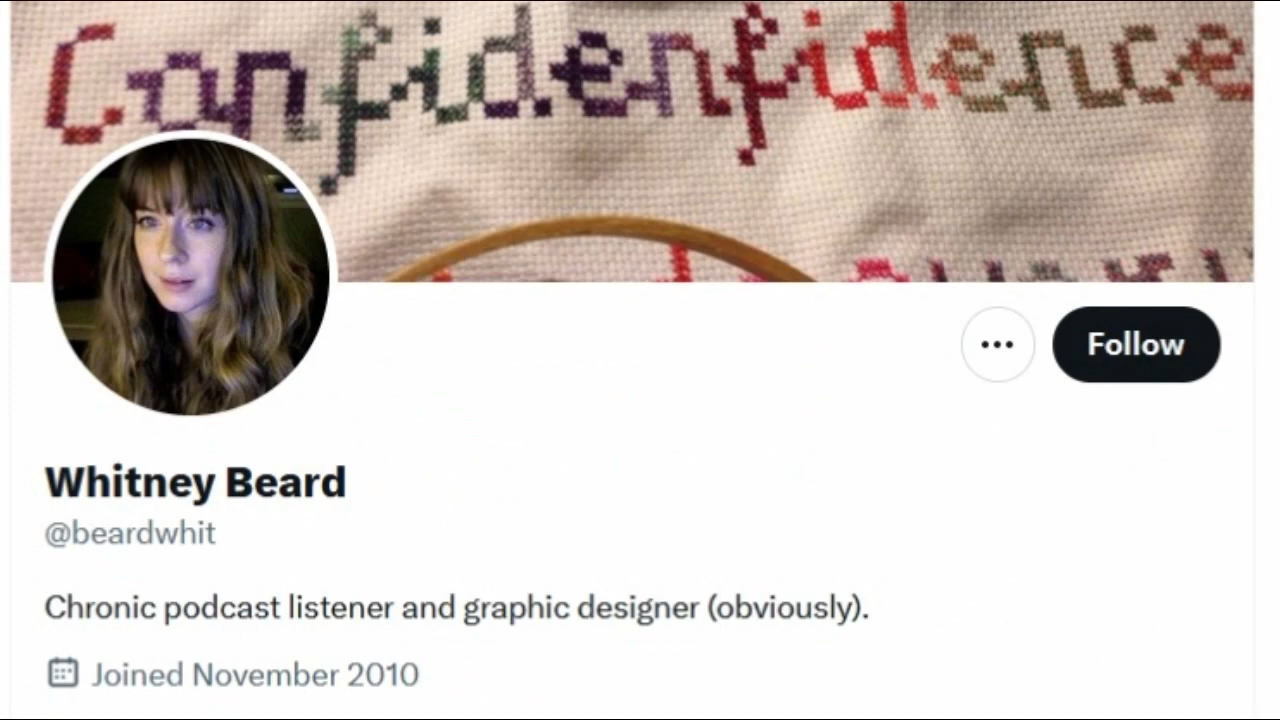 Confidenfidence
Follow
Whitney Beard
@beardwhit
Chronic podcast listener and graphic designer (obviously).
Joined November 2010